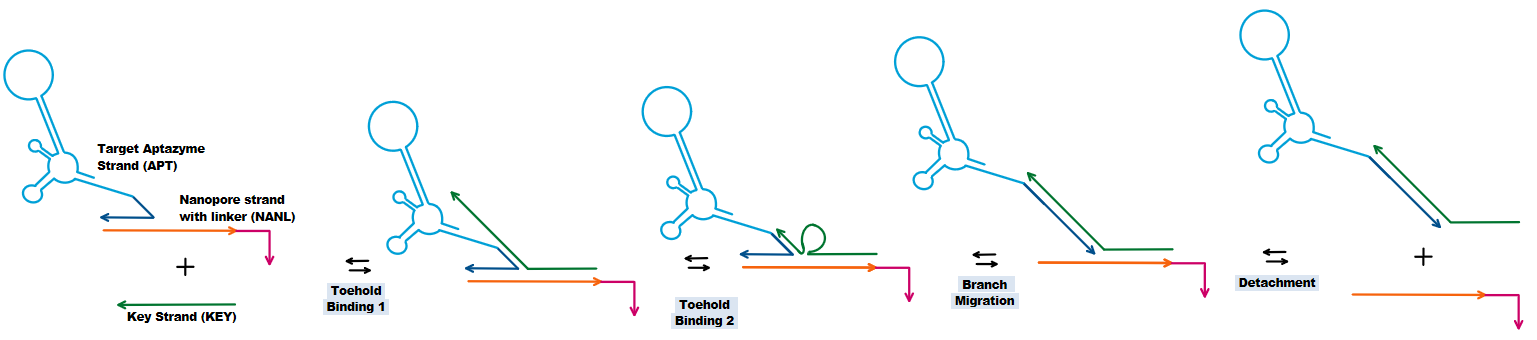 Target Aptazyme
Strand (APT)
Nanopore strand
with linker (NANL)
+
Key Strand (KEY)
Toehold
Binding 1
Toehold
Binding 2
Branch
Migration
Detachment
+